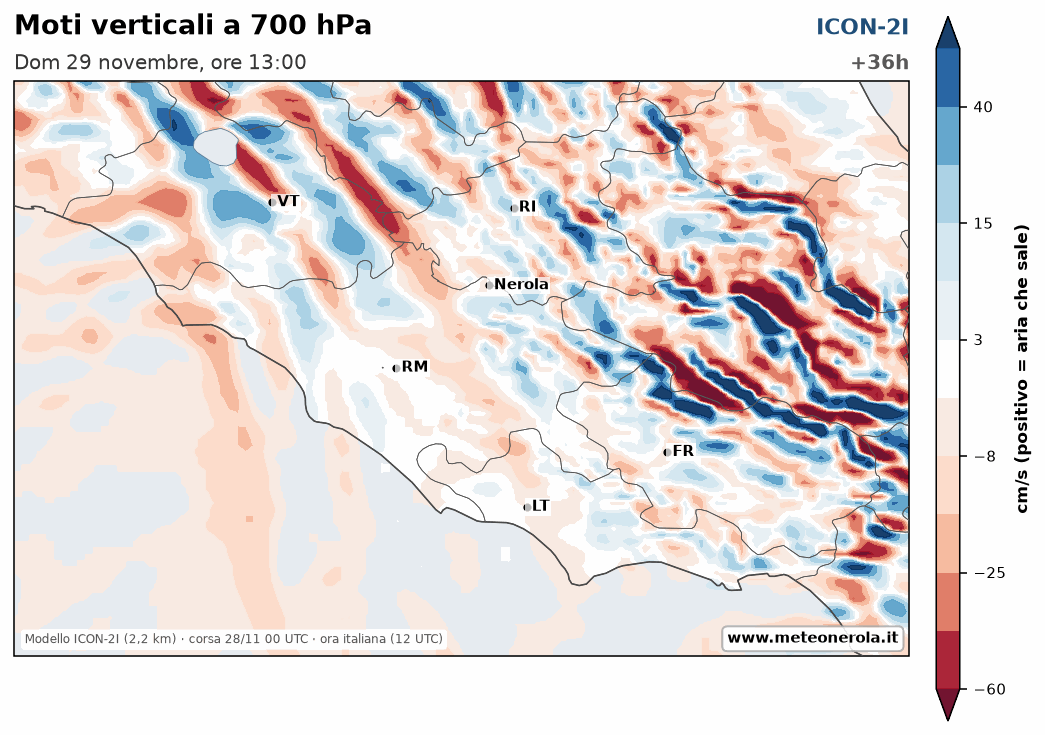 Moti verticali a 700 hPa
ICON-2I
Dom 29 novembre, ore 13:00
+36h
VT
RI
Nerola
RM
FR
LT
Modello ICON-2I (2,2 km) · corsa 28/11 00 UTC · ora italiana (12 UTC)
www.meteonerola.it
40
15
3
−8
−25
−60
cm/s (positivo = aria che sale)